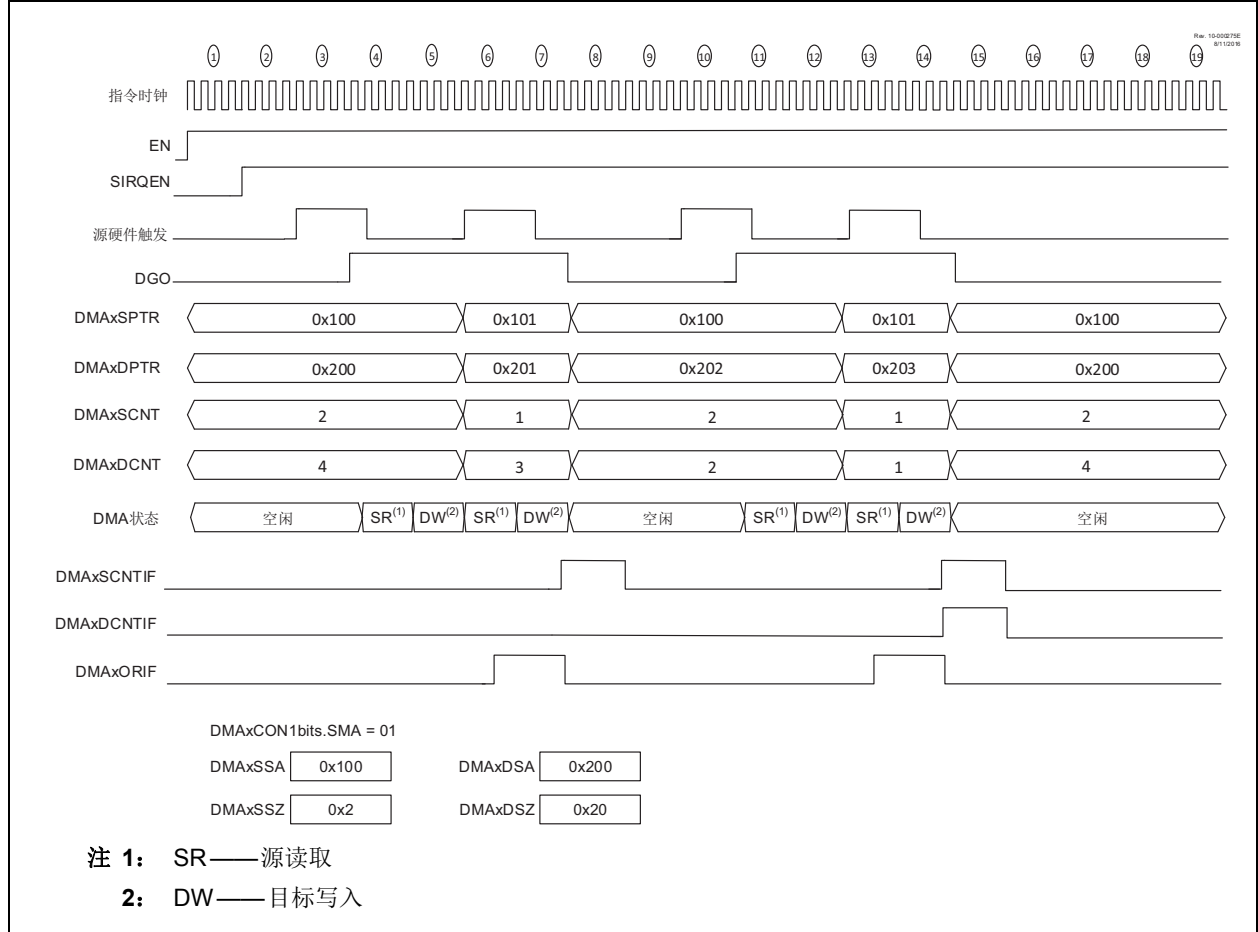 Rev. 10-000275E
8/11/2016
1 2 3 4 5 6 7 8 9 10 11 12 13 14 15 16 17 18 19
指令时钟
EN
SIRQEN
源硬件触发
DGO
DMAxSPTR 0x100 0x101 0x100 0x101 0x100
DMAxDPTR 0x200 0x201 0x202 0x203 0x200
DMAxSCNT 2 1 2 1 2
DMAxDCNT 4 3 2 1 4
DMA状态 空闲 SR(1) DW(2) SR(1) DW(2) 空闲 SR(1) DW(2) SR(1) DW(2) 空闲
DMAxSCNTIF
DMAxDCNTIF
DMAxORIF
DMAxCON1bits.SMA = 01
DMAxSSA 0x100 DMAxDSA 0x200
DMAxSSZ 0x2 DMAxDSZ 0x20
注 1： SR——源读取
2： DW——目标写入